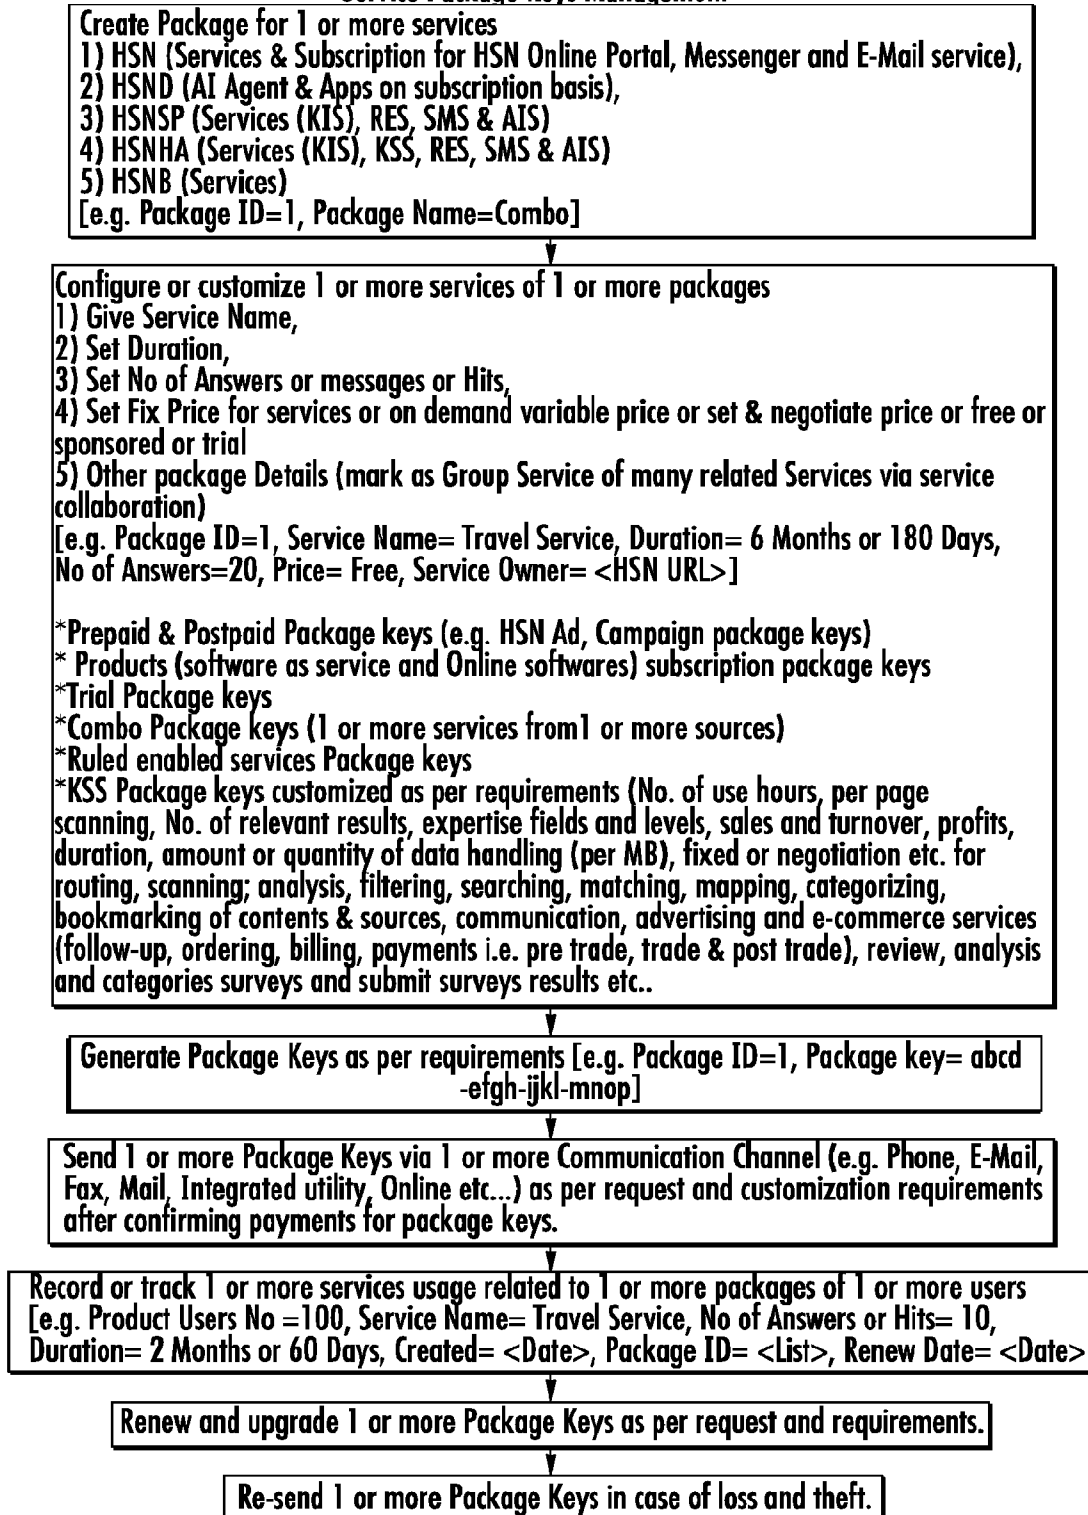 Service Package Keys Management
Create Package for 1 or more services
1) HSN (Services & Subscription for HSN Online Portal, Messenger and E-Mail service),
2) HSND (AI Agent & Apps on subscription basis),
3) HSNSP (Services (KIS), RES, SMS & AIS)
4) HSNHA (Services (KIS), KSS, RES, SMS & AIS)
5) HSNB (Services)
[e.g. Package ID=1, Package Name=Combo]
Configure or customize 1 or more services of 1 or more packages
1) Give Service Name,
2) Set Duration,
3) Set No of Answers or messages or Hits,
4) Set Fix Price for services or on demand variable price or set & negotiate price or free or
sponsored or trial
5) Other package Details (mark as Group Service of many related Services via service
collaboration)
[e.g. Package ID=1, Service Name= Travel Service, Duration= 6 Months or 180 Days,
No of Answers=20, Price= Free, Service Owner= <HSN URL>]
*Prepaid & Postpaid Package keys (e.g. HSN Ad, Campaign package keys)
* Products (software as service and Online softwares) subscription package keys
*Trial Package keys
*Combo Package keys (1 or more services from1 or more sources)
*Ruled enabled services Package keys
*KSS Package keys customized as per requirements (No. of use hours, per page
scanning, No. of relevant results, expertise fields and levels, sales and turnover, profits,
duration, amount or quantity of data handling (per MB), fixed or negotiation etc. for
routing, scanning; analysis, filtering, searching, matching, mapping, categorizing,
bookmarking of contents & sources, communication, advertising and e-commerce services
(follow-up, ordering, billing, payments i.e. pre trade, trade & post trade), review, analysis
and categories surveys and submit surveys results etc..
Generate Package Keys as per requirements [e.g. Package ID=1, Package key= abcd
-efgh-ijkl-mnop]
Send 1 or more Package Keys via 1 or more Communication Channel (e.g. Phone, E-Mail,
Fax, Mail, Integrated utility, Online etc...) as per request and customization requirements
after confirming payments for package keys.
Record or track 1 or more services usage related to 1 or more packages of 1 or more users
[e.g. Product Users No =100, Service Name= Travel Service, No of Answers or Hits= 10,
Duration= 2 Months or 60 Days, Created= <Date>, Package ID= <List>, Renew Date= <Date>
Renew and upgrade 1 or more Package Keys as per request and requirements.
Re-send 1 or more Package Keys in case of loss and theft.